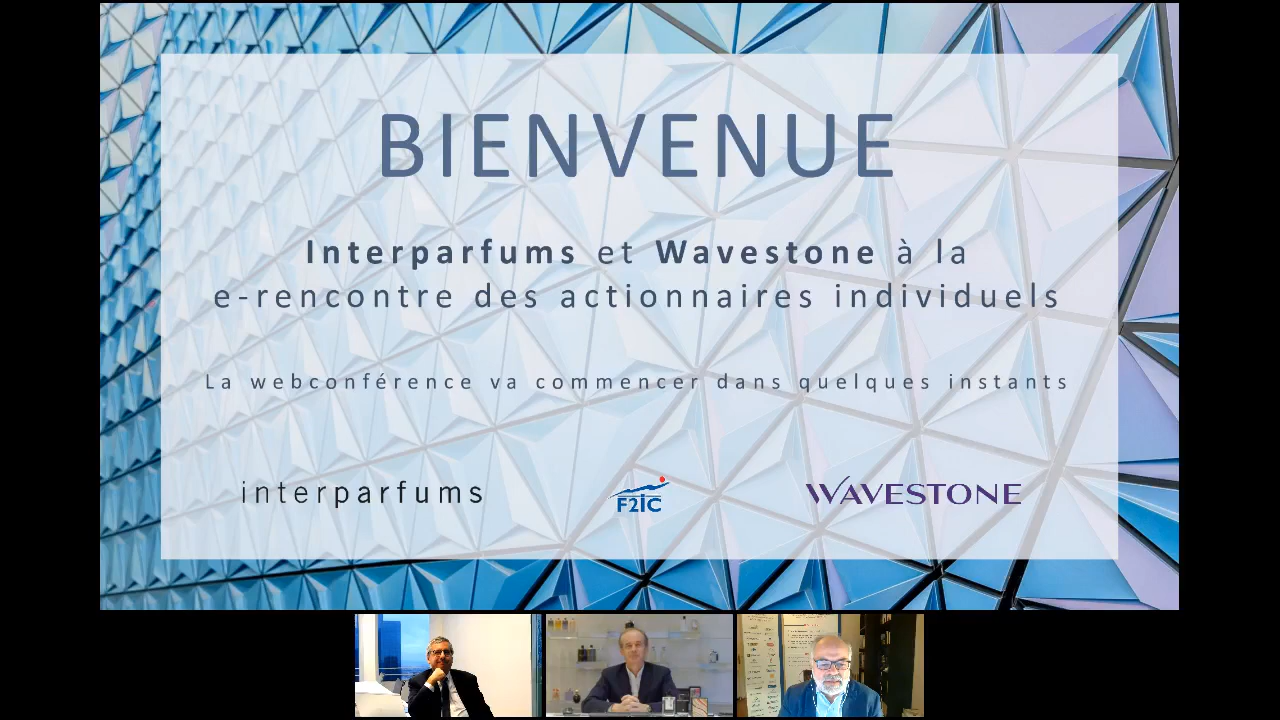 BIENVENUE
Interparfums et Wavestone à la
e-rencontre des actionnaires individuels
La webconférence va commencer dans quelques instants
interparfums
F2iC
WAVESTONE